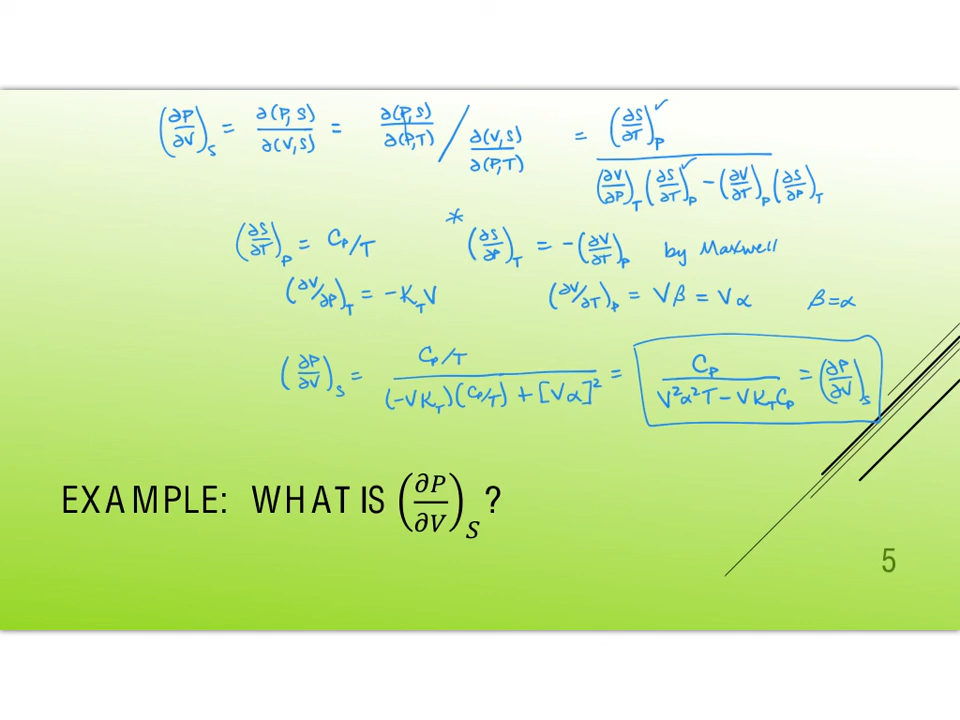 (∂P/∂V)_S = ∂(P,S)/∂(V,S) = ∂(P,S)/∂(P,T) / ∂(V,S)/∂(P,T) = (∂S/∂T)_P ✓ / (∂V/∂P)_T (∂S/∂T)_P ✓ − (∂V/∂T)_P (∂S/∂P)_T
(∂S/∂T)_P = C_P/T * (∂S/∂P)_T = −(∂V/∂T)_P by Maxwell
(∂V/∂P)_T = −K_T V (∂V/∂T)_P = Vβ = Vα β=α
(∂P/∂V)_S = C_P/T / (−VK_T)(C_P/T) + [Vα]² = C_P / V²α²T − VK_T C_P = (∂P/∂V)_S
EXAMPLE: WHAT IS (∂P/∂V)_S ?
5